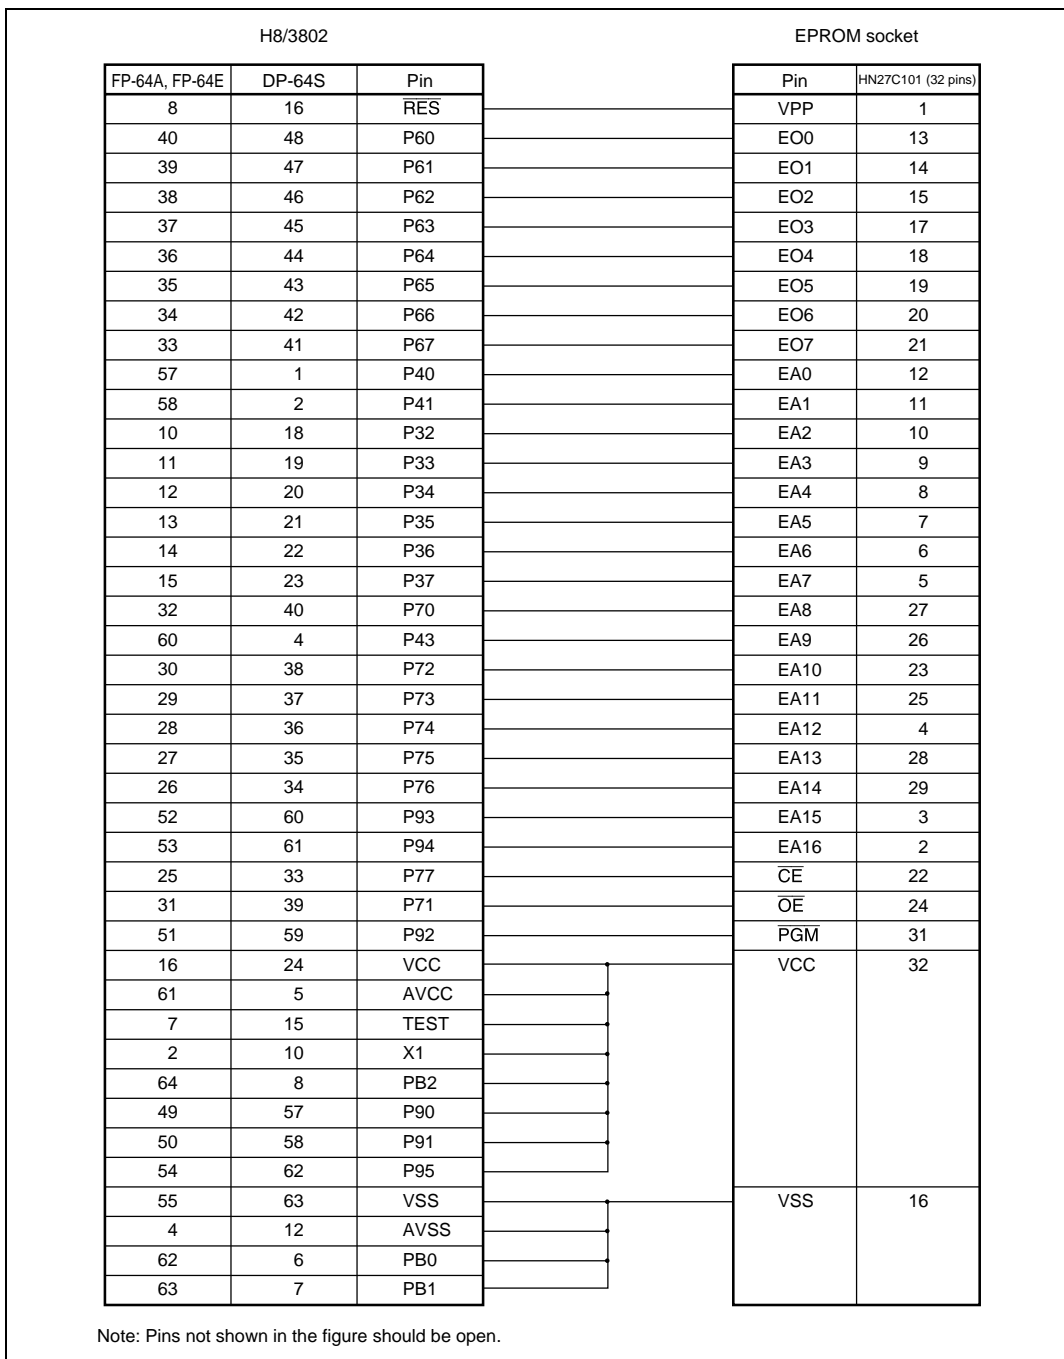 H8/3802 EPROM socket
FP-64A, FP-64E DP-64S Pin Pin HN27C101 (32 pins)
8 16 R̅E̅S̅ VPP 1
40 48 P60 EO0 13
39 47 P61 EO1 14
38 46 P62 EO2 15
37 45 P63 EO3 17
36 44 P64 EO4 18
35 43 P65 EO5 19
34 42 P66 EO6 20
33 41 P67 EO7 21
57 1 P40 EA0 12
58 2 P41 EA1 11
10 18 P32 EA2 10
11 19 P33 EA3 9
12 20 P34 EA4 8
13 21 P35 EA5 7
14 22 P36 EA6 6
15 23 P37 EA7 5
32 40 P70 EA8 27
60 4 P43 EA9 26
30 38 P72 EA10 23
29 37 P73 EA11 25
28 36 P74 EA12 4
27 35 P75 EA13 28
26 34 P76 EA14 29
52 60 P93 EA15 3
53 61 P94 EA16 2
25 33 P77 C̅E̅ 22
31 39 P71 O̅E̅ 24
51 59 P92 P̅G̅M̅ 31
16 24 VCC VCC 32
61 5 AVCC
7 15 TEST
2 10 X1
64 8 PB2
49 57 P90
50 58 P91
54 62 P95
55 63 VSS VSS 16
4 12 AVSS
62 6 PB0
63 7 PB1
Note: Pins not shown in the figure should be open.